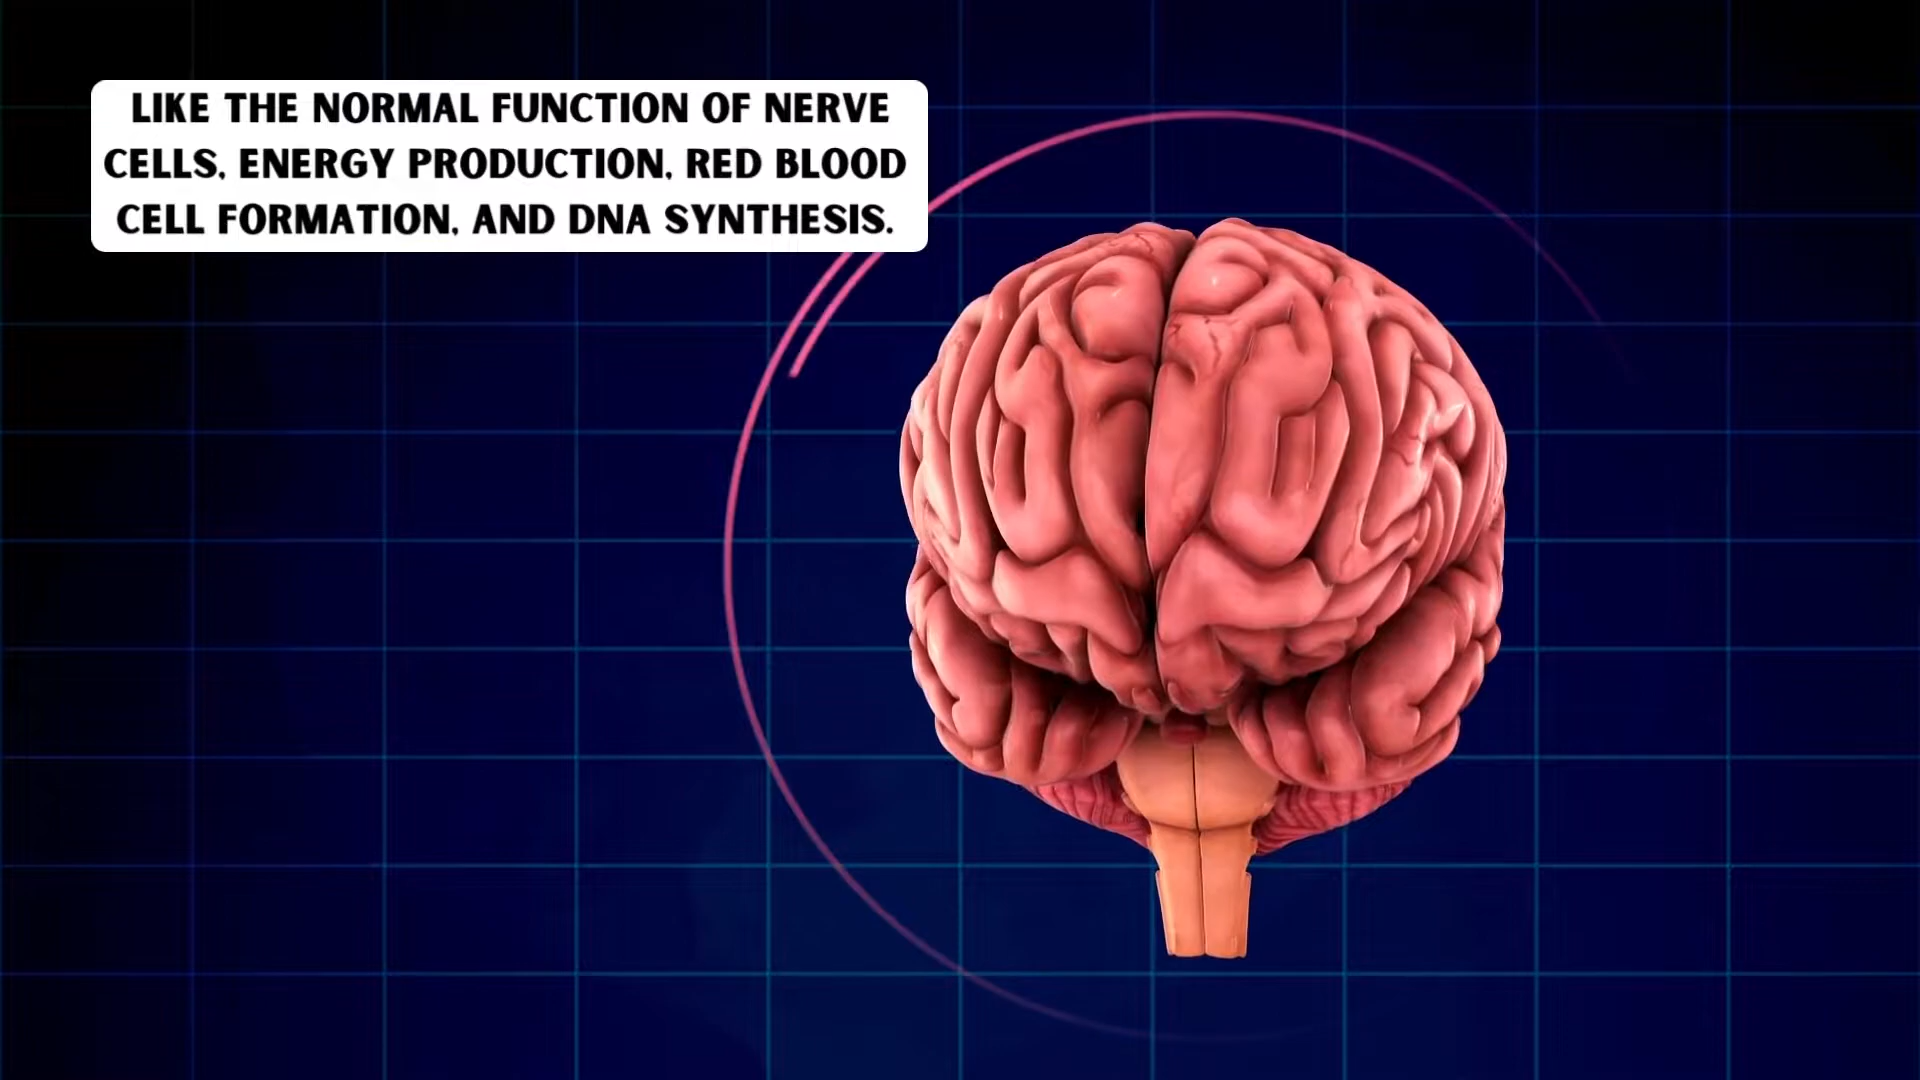 LIKE THE NORMAL FUNCTION OF NERVE
CELLS, ENERGY PRODUCTION, RED BLOOD
CELL FORMATION, AND DNA SYNTHESIS.